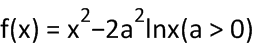 f(x) = x²−2a²lnx(a > 0)